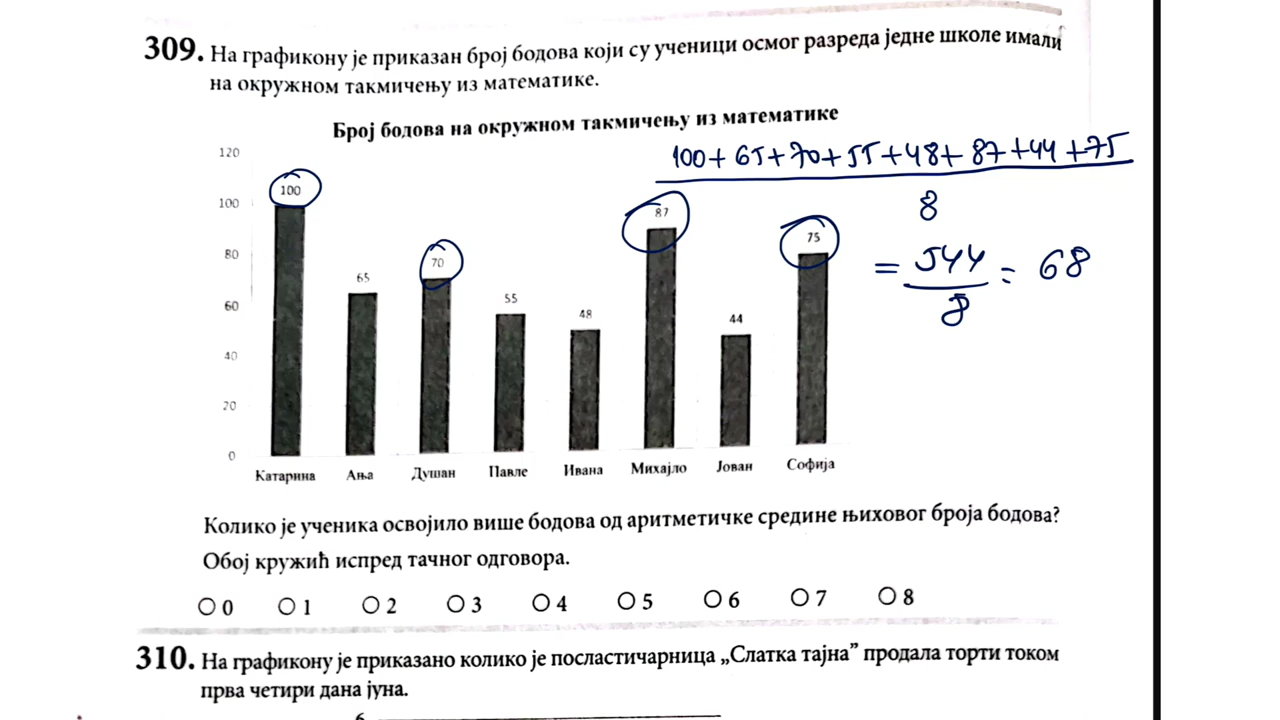 309. На графикону је приказан број бодова који су ученици осмог разреда једне школе имали
на окружном такмичењу из математике.
Број бодова на окружном такмичењу из математике
100 + 65 + 70 + 55 + 48 + 87 + 44 + 75
8
= 544
8
= 68
120
100
80
60
40
20
0
100
65
70
55
48
87
44
75
Катарина Ања Душан Павле Ивана Михајло Јован Софија
Колико је ученика освојило више бодова од аритметичке средине њиховог броја бодова?
Обој кружић испред тачног одговора.
0 1 2 3 4 5 6 7 8
310. На графикону је приказано колико је посластичарница „Слатка тајна” продала торти током
прва четири дана јуна.
6